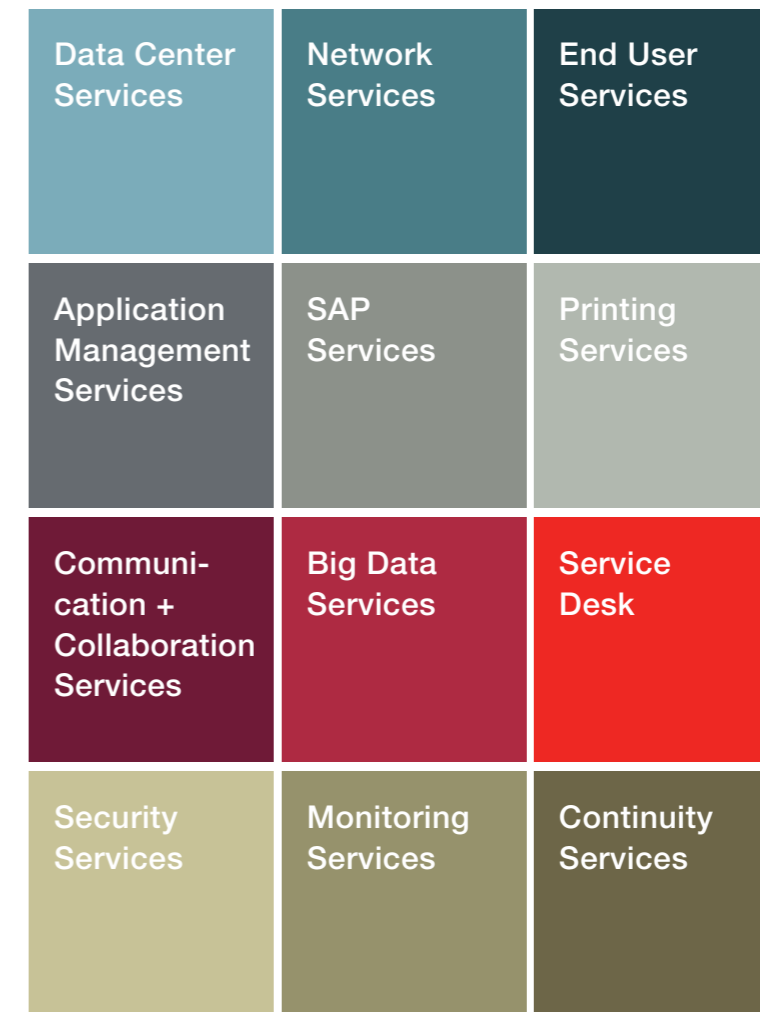 Data Center
Services
Network
Services
End User
Services
Application
Management
Services
SAP
Services
Printing
Services
Communi-
cation +
Collaboration
Services
Big Data
Services
Service
Desk
Security
Services
Monitoring
Services
Continuity
Services